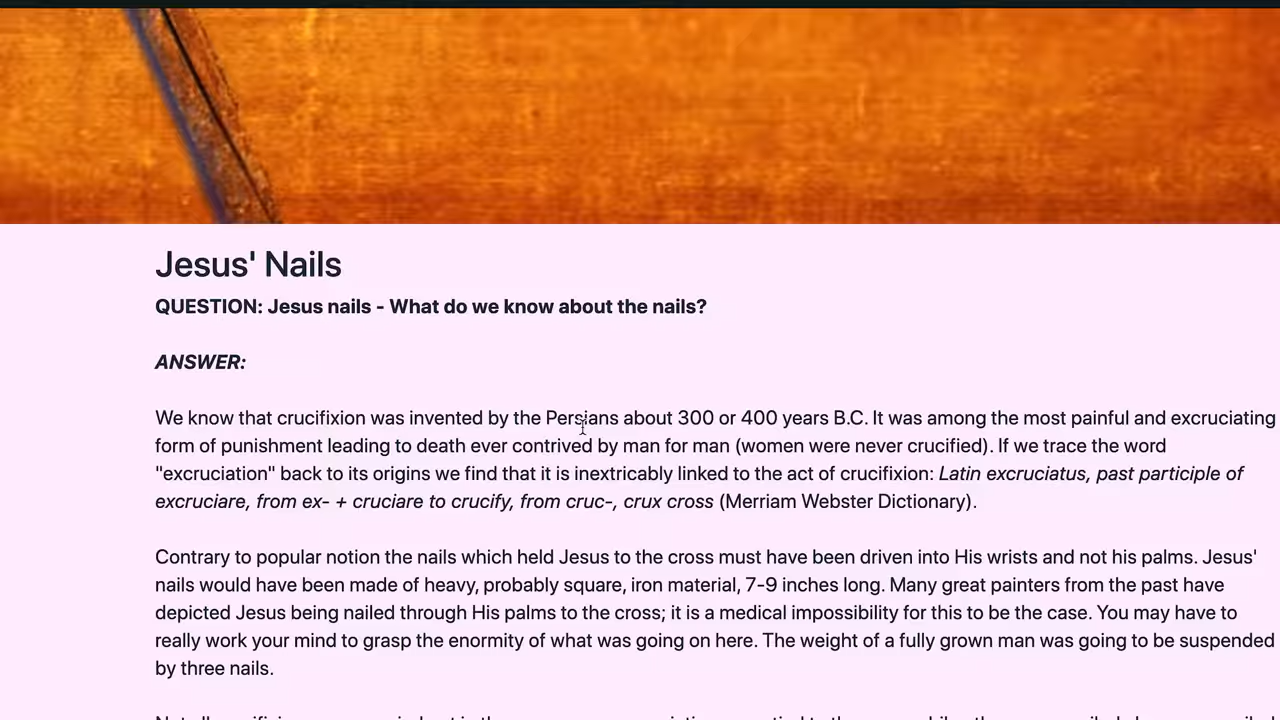 Jesus' Nails
QUESTION: Jesus nails - What do we know about the nails?
ANSWER:
We know that crucifixion was invented by the Persians about 300 or 400 years B.C. It was among the most painful and excruciating
form of punishment leading to death ever contrived by man for man (women were never crucified). If we trace the word
"excruciation" back to its origins we find that it is inextricably linked to the act of crucifixion: Latin excruciatus, past participle of
excruciare, from ex- + cruciare to crucify, from cruc-, crux cross (Merriam Webster Dictionary).
Contrary to popular notion the nails which held Jesus to the cross must have been driven into His wrists and not his palms. Jesus'
nails would have been made of heavy, probably square, iron material, 7-9 inches long. Many great painters from the past have
depicted Jesus being nailed through His palms to the cross; it is a medical impossibility for this to be the case. You may have to
really work your mind to grasp the enormity of what was going on here. The weight of a fully grown man was going to be suspended
by three nails.